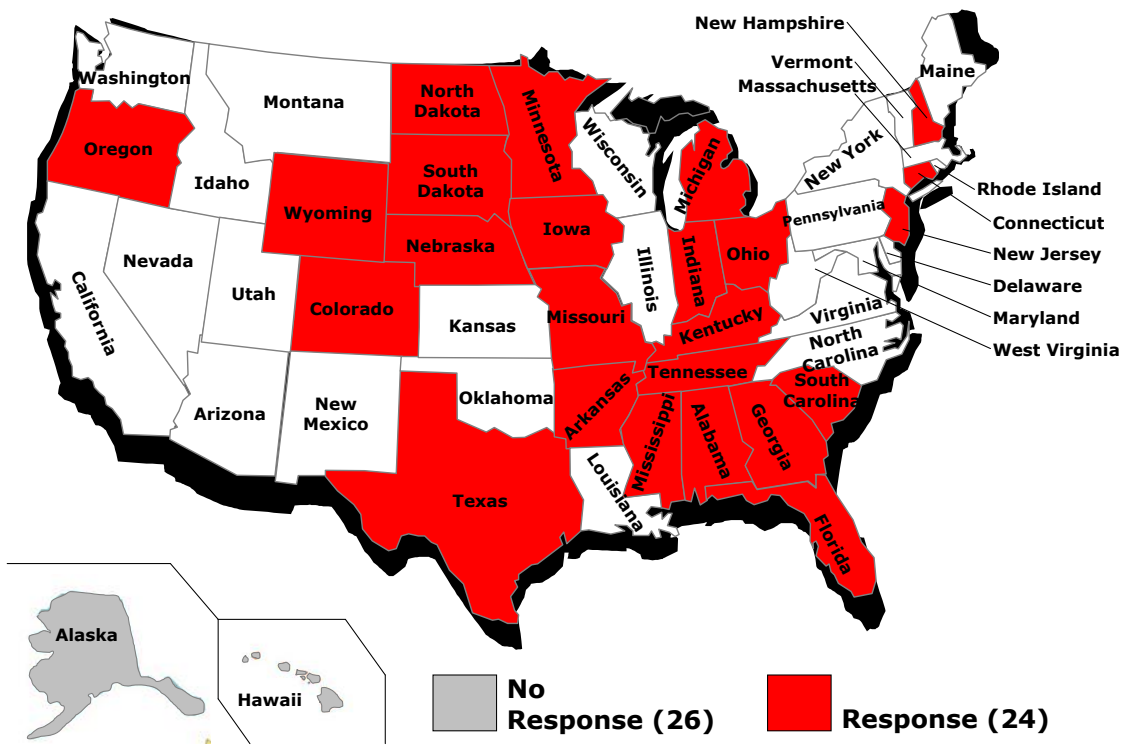 New Hampshire
Vermont
Massachusetts
Maine
Washington
Montana
North
Dakota
Minnesota
Wisconsin
Michigan
New York
Oregon
Idaho
South
Dakota
Wyoming
Rhode Island
Pennsylvania
Connecticut
Nebraska
Iowa
Ohio
New Jersey
Nevada
Illinois
Indiana
Delaware
Utah
California
Colorado
Kansas
Missouri
Kentucky
Virginia
Maryland
North
Carolina
West Virginia
Tennessee
South
Carolina
Arizona
New
Mexico
Oklahoma
Arkansas
Mississippi
Alabama
Georgia
Louisiana
Texas
Florida
Alaska
Hawaii
No
Response (26)
Response (24)